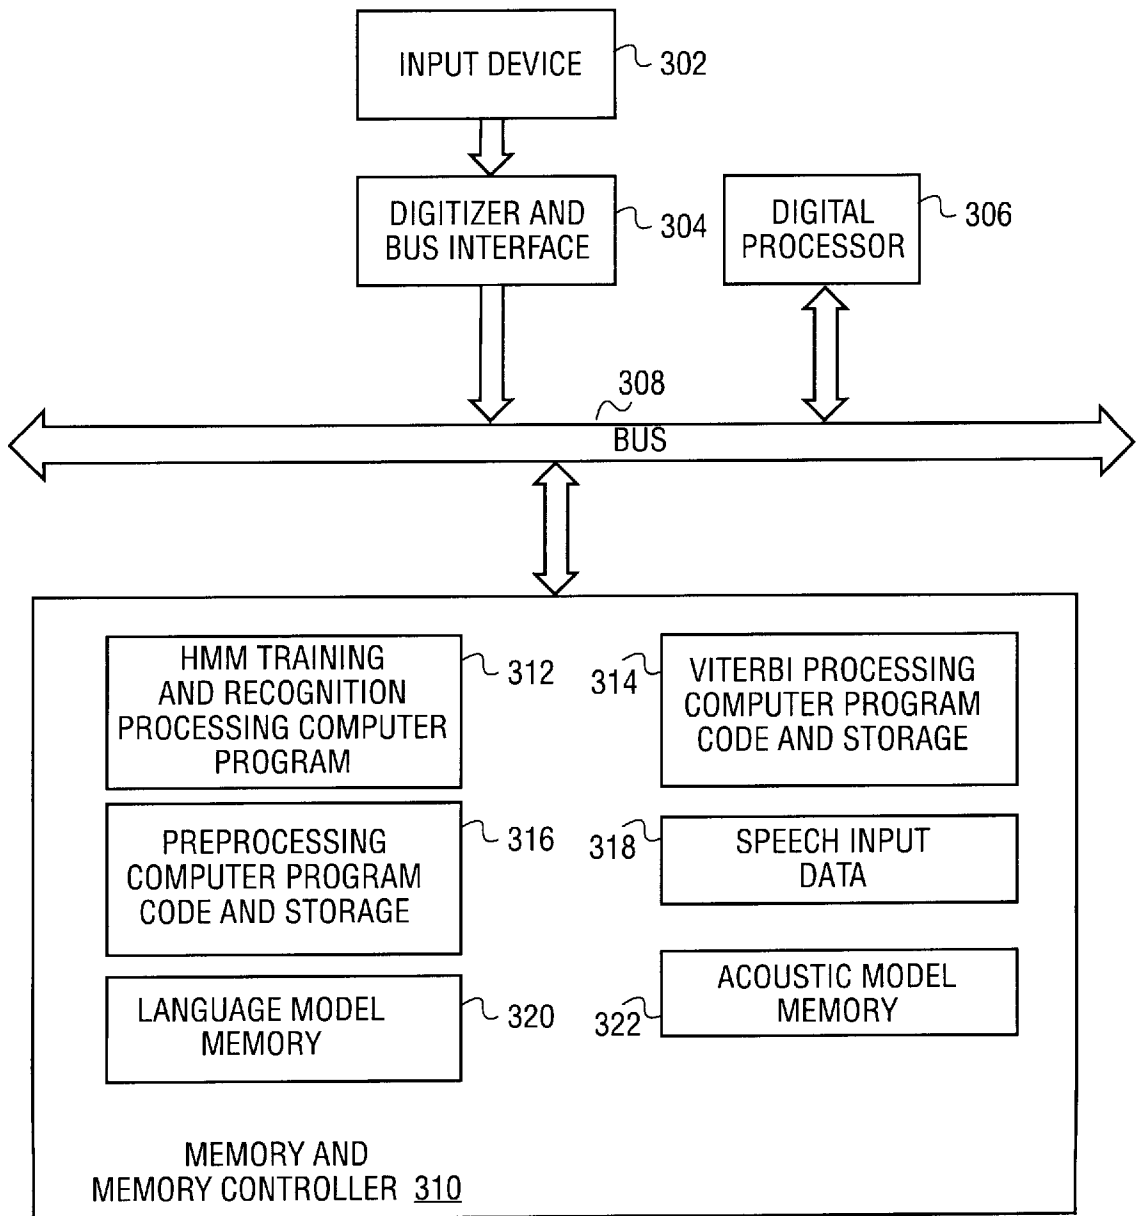 INPUT DEVICE
302
DIGITIZER AND
BUS INTERFACE
304
DIGITAL
PROCESSOR
306
308
BUS
HMM TRAINING
AND RECOGNITION
PROCESSING COMPUTER
PROGRAM
312
314
VITERBI PROCESSING
COMPUTER PROGRAM
CODE AND STORAGE
PREPROCESSING
COMPUTER PROGRAM
CODE AND STORAGE
316
318
SPEECH INPUT
DATA
LANGUAGE MODEL
MEMORY
320
322
ACOUSTIC MODEL
MEMORY
MEMORY AND
MEMORY CONTROLLER 310